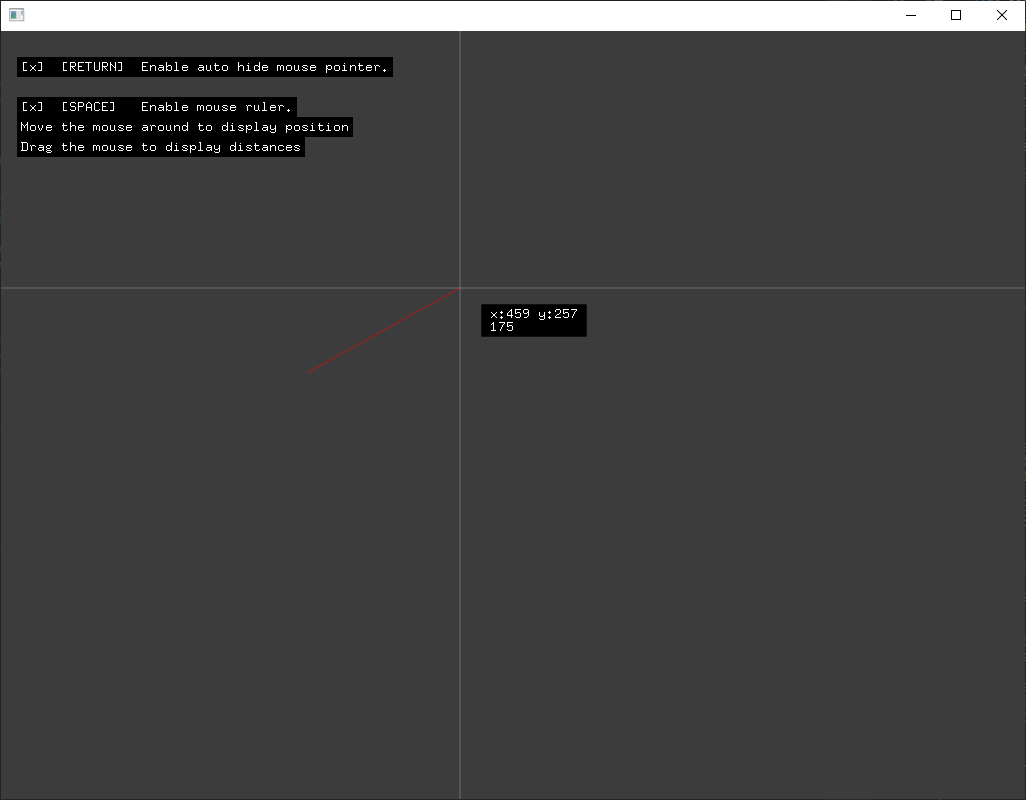 [x]  [RETURN]  Enable auto hide mouse pointer.
[x]  [SPACE]   Enable mouse ruler.
Move the mouse around to display position
Drag the mouse to display distances
x:459 y:257
175